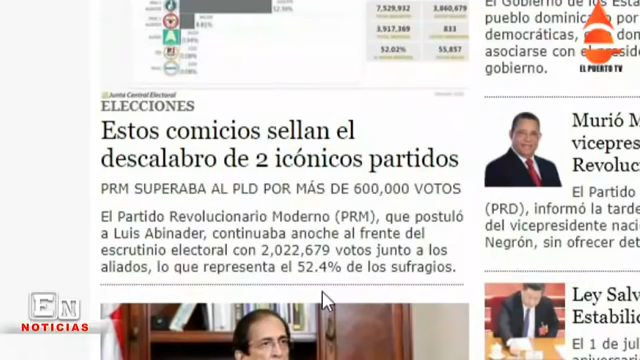 7,529,932 3,860,679
3,917,369 833
52.02% 55,857
Junta Central Electoral
ELECCIONES
Estos comicios sellan el
descalabro de 2 icónicos partidos
PRM SUPERABA AL PLD POR MÁS DE 600,000 VOTOS
El Partido Revolucionario Moderno (PRM), que postuló
a Luis Abinader, continuaba anoche al frente del
escrutinio electoral con 2,022,679 votos junto a los
aliados, lo que representa el 52.4% de los sufragios.
El Gobierno de los Esta
pueblo dominicano por
democráticas,
asociarse con el
gobierno.
EL PUERTO TV
Murió M
vicepres
Revoluci
El Partido
(PRD), informó la tarde
del vicepresidente nacio
Negrón, sin ofrecer det
Ley Salv
Estabilid
El 1 de jul
EN
NOTICIAS